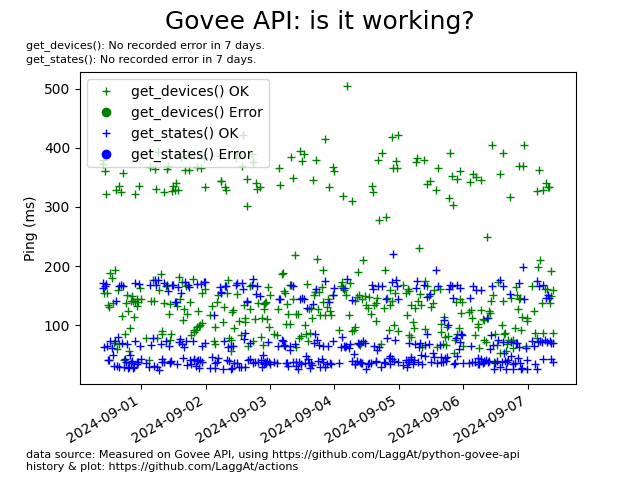 Govee API: is it working?
get_devices(): No recorded error in 7 days.
get_states(): No recorded error in 7 days.
get_devices() OK
get_devices() Error
get_states() OK
get_states() Error
500
400
300
200
100
Ping (ms)
2024-09-01
2024-09-02
2024-09-03
2024-09-04
2024-09-05
2024-09-06
2024-09-07
data source: Measured on Govee API, using https://github.com/LaggAt/python-govee-api
history & plot: https://github.com/LaggAt/actions